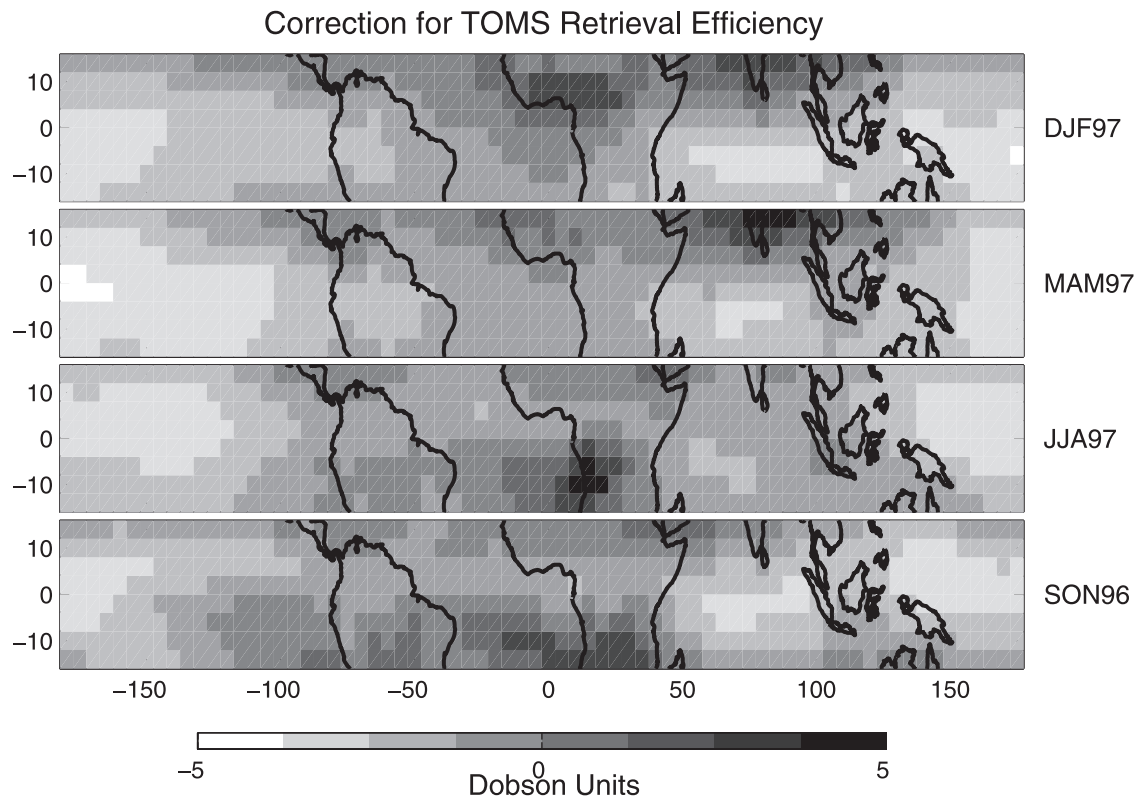 Correction for TOMS Retrieval Efficiency
10
0
−10
DJF97
10
0
−10
MAM97
10
0
−10
JJA97
10
0
−10
SON96
−150 −100 −50 0 50 100 150
−5 0 5
Dobson Units